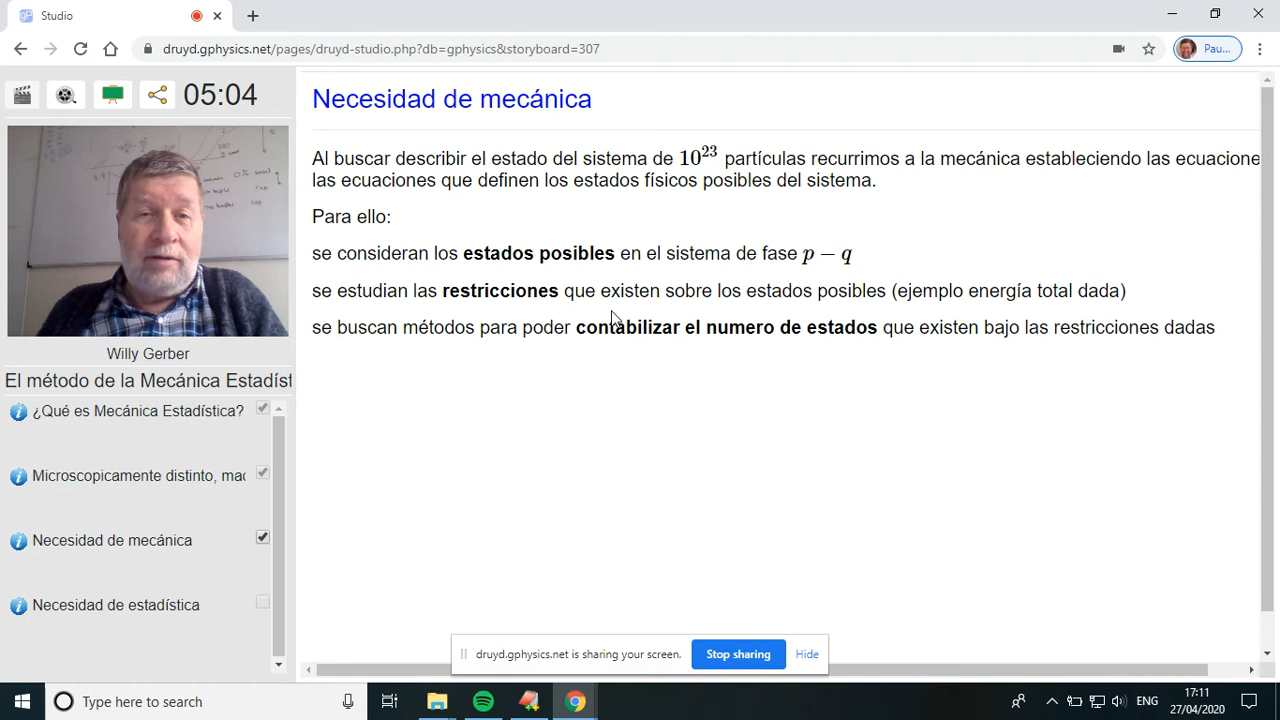 Studio
druyd.gphysics.net/pages/druyd-studio.php?db=gphysics&storyboard=307
Pau...
05:04
Willy Gerber
El método de la Mecánica Estadíst
¿Qué es Mecánica Estadística?
Microscopicamente distinto, mac
Necesidad de mecánica
Necesidad de estadística
Necesidad de mecánica
Al buscar describir el estado del sistema de 10^23 partículas recurrimos a la mecánica estableciendo las ecuacione
las ecuaciones que definen los estados físicos posibles del sistema.
Para ello:
se consideran los estados posibles en el sistema de fase p − q
se estudian las restricciones que existen sobre los estados posibles (ejemplo energía total dada)
se buscan métodos para poder contabilizar el numero de estados que existen bajo las restricciones dadas
druyd.gphysics.net is sharing your screen. Stop sharing Hide
Type here to search
ENG
17:11
27/04/2020